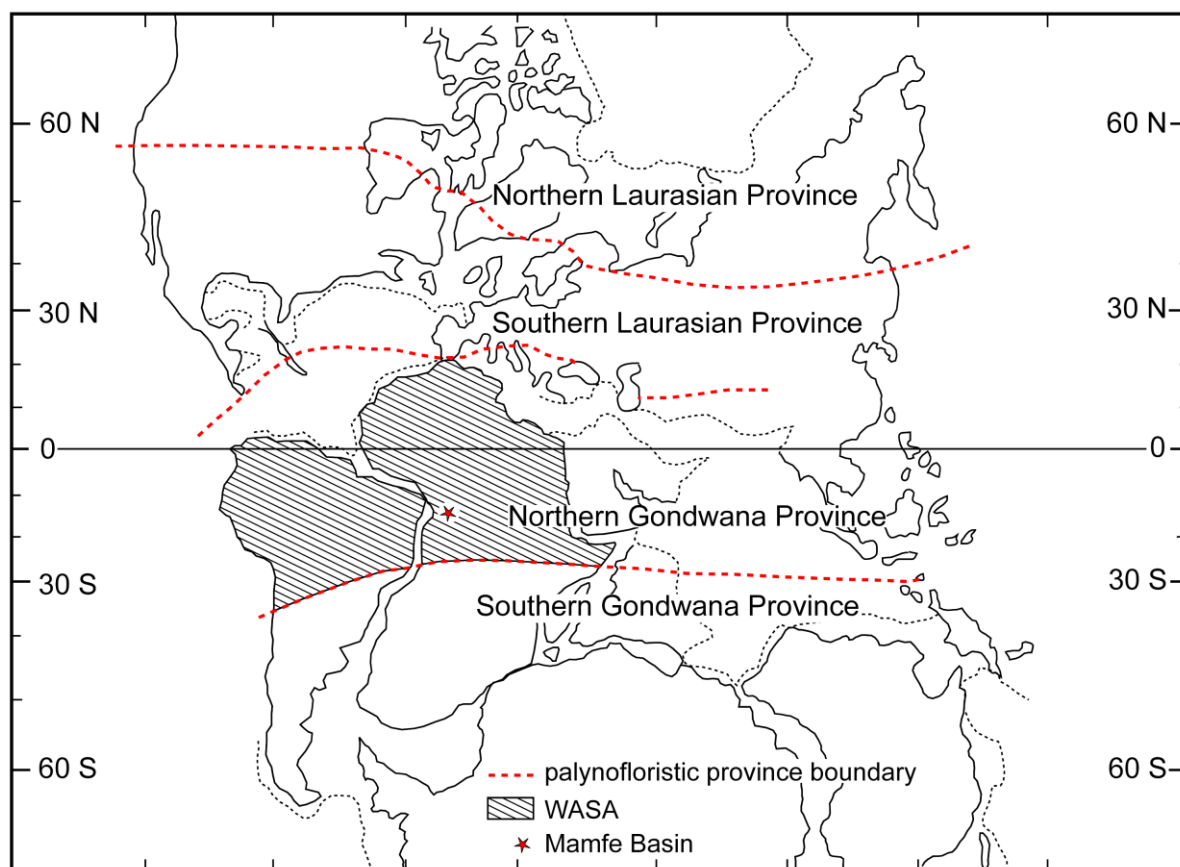 60 N
60 N
Northern Laurasian Province
30 N
30 N
Southern Laurasian Province
0
0
Northern Gondwana Province
30 S
30 S
Southern Gondwana Province
60 S
60 S
palynofloristic province boundary
WASA
Mamfe Basin